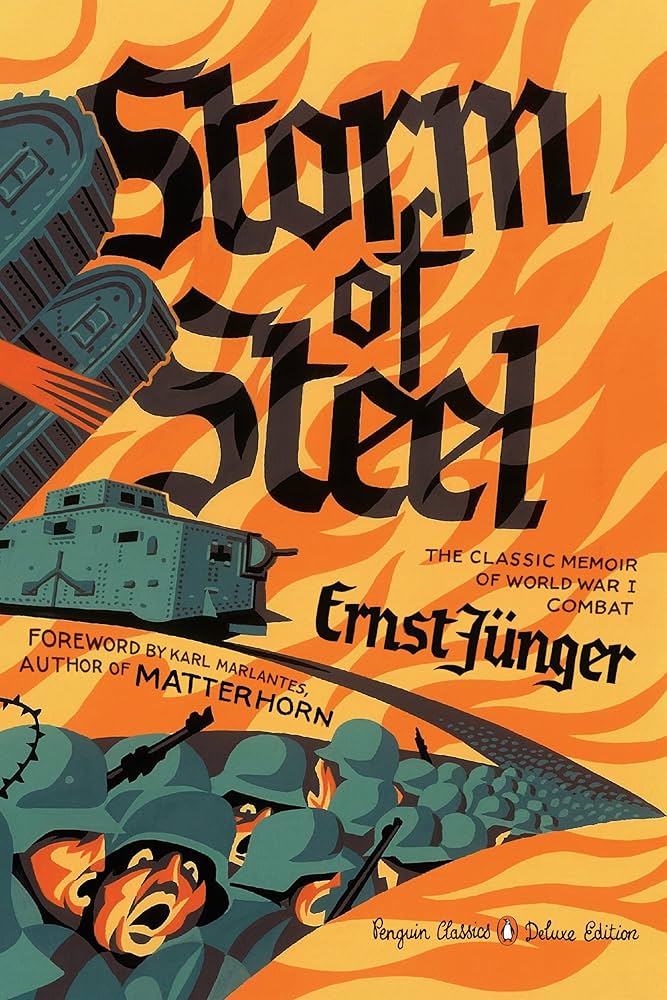 Storm
of
Steel
THE CLASSIC MEMOIR
OF WORLD WAR I
COMBAT
Ernst Jünger
FOREWORD BY KARL MARLANTES,
AUTHOR OF MATTERHORN
Penguin Classics Deluxe Edition